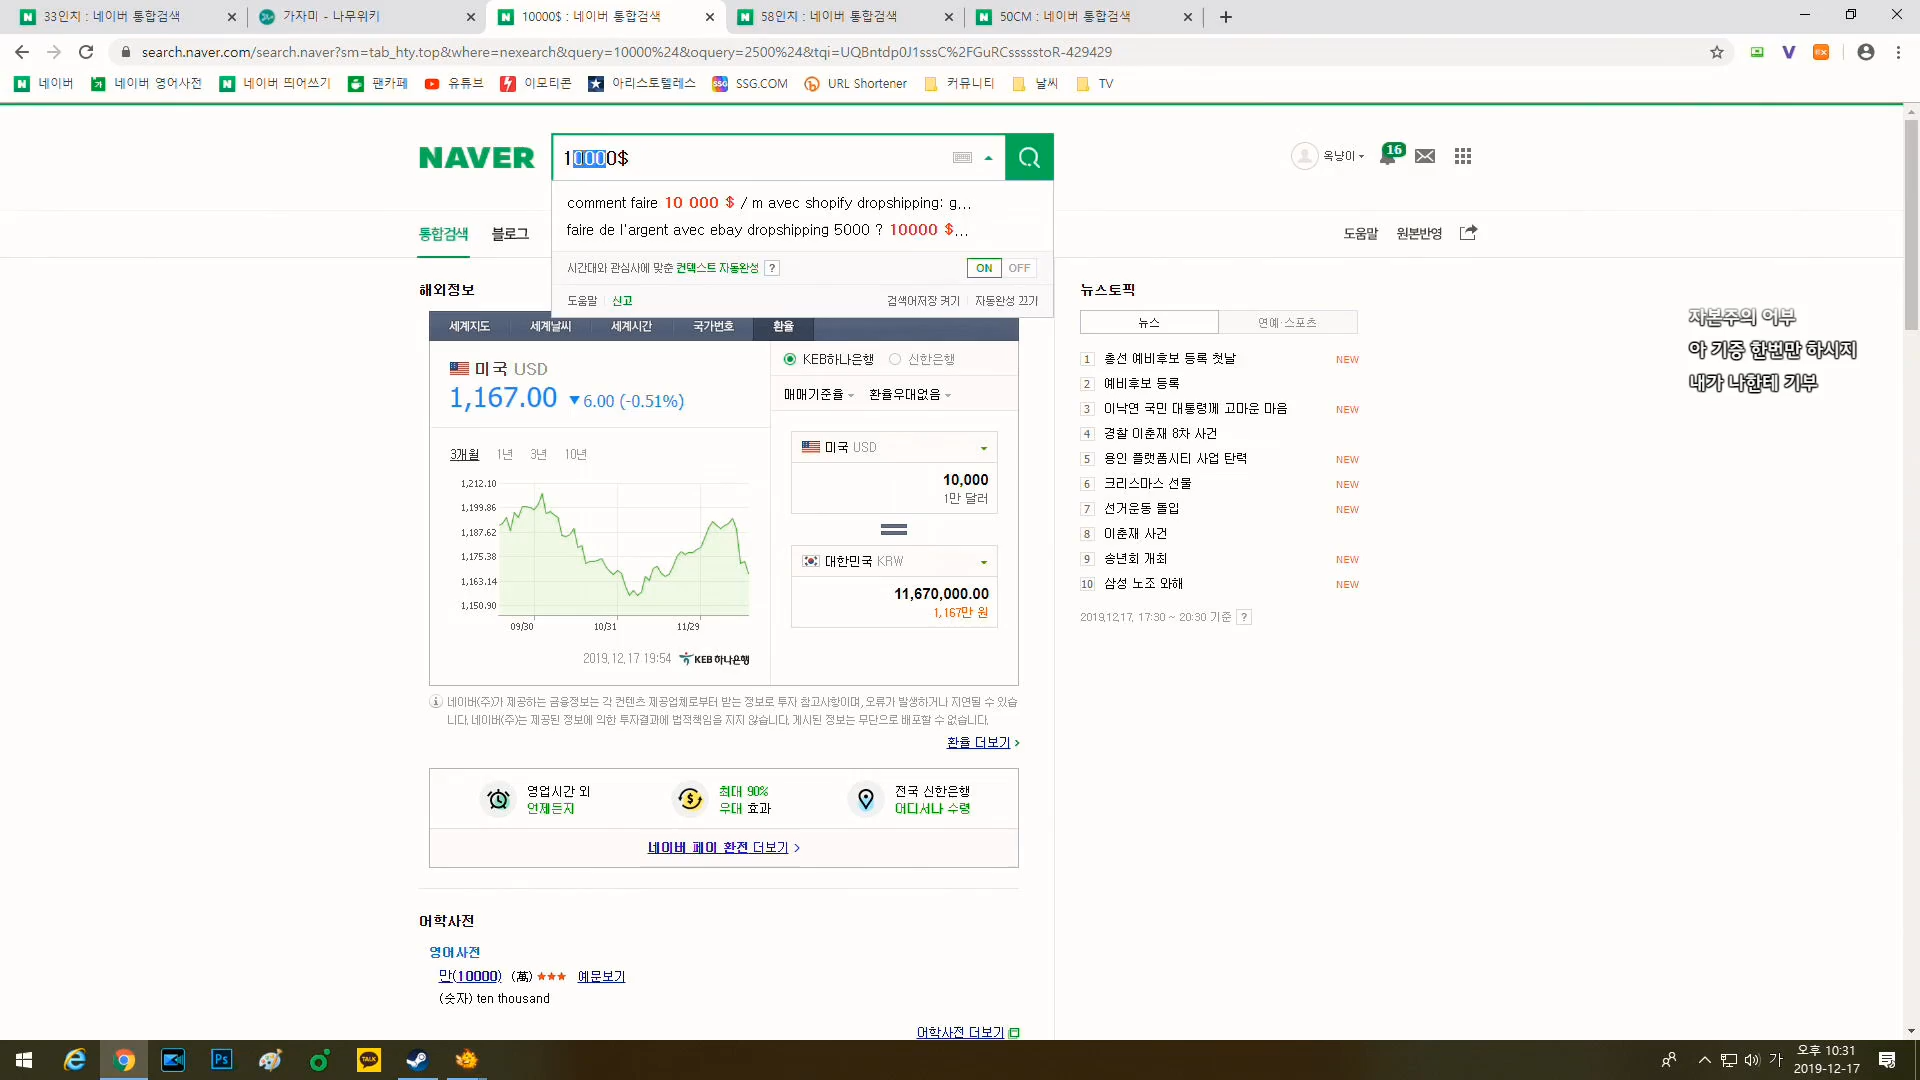 33인치 : 네이버 통합검색
가자미 - 나무위키
10000$ : 네이버 통합검색
58인치 : 네이버 통합검색
50CM : 네이버 통합검색
search.naver.com/search.naver?sm=tab_hty.top&where=nexearch&query=10000%24&oquery=2500%24&tqi=UQBntdp0J1sssC%2FGuRCssssstoR-429429
네이버
네이버 영어사전
네이버 띄어쓰기
팬카페
유튜브
이모티콘
아리스토텔레스
SSG.COM
URL Shortener
커뮤니티
날씨
TV
NAVER
10000$
옥냥이
16
comment faire 10 000 $ / m avec shopify dropshipping: g...
faire de l'argent avec ebay dropshipping 5000 ? 10000 $...
시간대와 관심사에 맞춘 컨텍스트 자동완성 ?
ON OFF
도움말 신고
검색어저장 켜기 자동완성 끄기
통합검색 블로그
도움말 원본반영
해외정보
세계지도 세계날씨 세계시간 국가번호 환율
미국 USD
1,167.00 ▼6.00 (-0.51%)
3개월 1년 3년 10년
1,212.10
1,199.86
1,187.62
1,175.38
1,163.14
1,150.90
09/30 10/31 11/29
2019.12.17 19:54 KEB하나은행
KEB하나은행 신한은행
매매기준율 환율우대없음
미국 USD
10,000
1만 달러
대한민국 KRW
11,670,000.00
1,167만 원
네이버(주)가 제공하는 금융정보는 각 컨텐츠 제공업체로부터 받는 정보로 투자 참고사항이며, 오류가 발생하거나 지연될 수 있습
니다. 네이버(주)는 제공된 정보에 의한 투자결과에 법적책임을 지지 않습니다. 게시된 정보는 무단으로 배포할 수 없습니다.
환율 더보기
영업시간 외
언제든지
최대 90%
우대 효과
전국 신한은행
어디서나 수령
네이버 페이 환전 더보기
어학사전
영어사전
만(10000) (萬) ★★★ 예문보기
(숫자) ten thousand
어학사전 더보기
뉴스토픽
뉴스 연예·스포츠
1 총선 예비후보 등록 첫날 NEW
2 예비후보 등록
3 이낙연 국민 대통령께 고마운 마음 NEW
4 경찰 이춘재 8차 사건
5 용인 플랫폼시티 사업 탄력 NEW
6 크리스마스 선물 NEW
7 선거운동 돌입 NEW
8 이춘재 사건
9 송년회 개최 NEW
10 삼성 노조 와해 NEW
2019.12.17. 17:30 ~ 20:30 기준 ?
자본주의 어부
아 기증 한번만 하시지
내가 나한테 기부
Ps
TALK
가
오후 10:31
2019-12-17